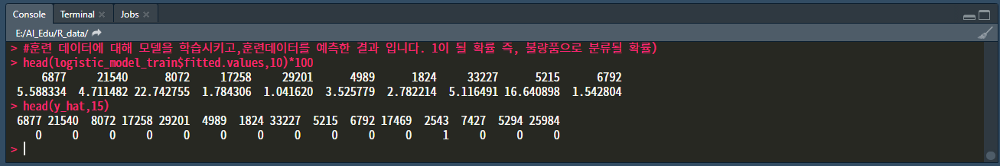 Console Terminal Jobs
E:/AI_Edu/R_data/
> #훈련 데이터에 대해 모델을 학습시키고,훈련데이터를 예측한 결과 입니다. 1이 될 확률 즉, 불량품으로 분류될 확률)
> head(logistic_model_train$fitted.values,10)*100
6877 21540 8072 17258 29201 4989 1824 33227 5215 6792
5.588334 4.711482 22.742755 1.784306 1.041620 3.525779 2.782214 5.116491 16.640898 1.542804
> head(y_hat,15)
6877 21540 8072 17258 29201 4989 1824 33227 5215 6792 17469 2543 7427 5294 25984
0 0 0 0 0 0 0 0 0 0 0 1 0 0 0
>